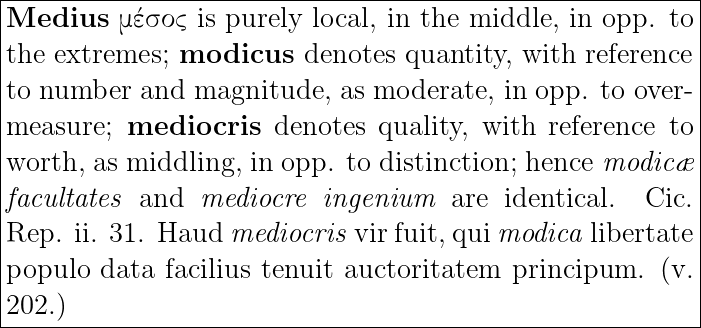 Medius μέσος is purely local, in the middle, in opp. to
the extremes; modicus denotes quantity, with reference
to number and magnitude, as moderate, in opp. to over-
measure; mediocris denotes quality, with reference to
worth, as middling, in opp. to distinction; hence modicæ
facultates and mediocre ingenium are identical. Cic.
Rep. ii. 31. Haud mediocris vir fuit, qui modica libertate
populo data facilius tenuit auctoritatem principum. (v.
202.)